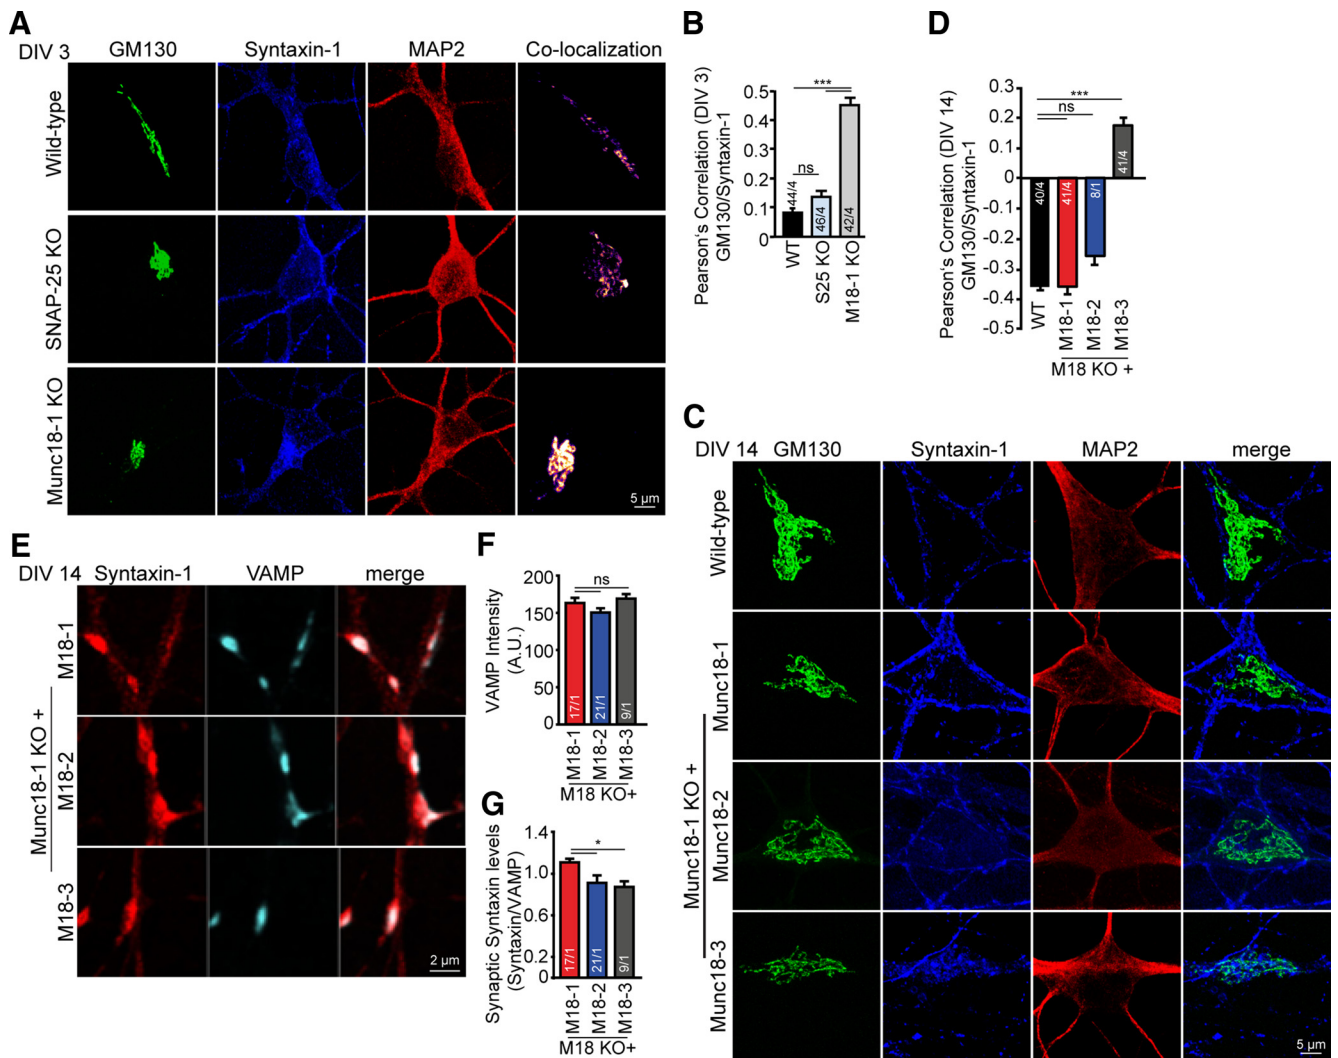 A
DIV 3
GM130
Syntaxin-1
MAP2
Co-localization
Wild-type
SNAP-25 KO
Munc18-1 KO
5 µm
B
Pearson's Correlation (DIV 3)
GM130/Syntaxin-1
0.5
0.4
0.3
0.2
0.1
0
***
ns
44/4
46/4
42/4
WT
S25 KO
M18-1 KO
D
Pearson's Correlation (DIV 14)
GM130/Syntaxin-1
0.3
0.2
0.1
0
-0.1
-0.2
-0.3
-0.4
-0.5
***
ns
40/4
41/4
8/1
41/4
WT
M18-1
M18-2
M18-3
M18 KO +
C
DIV 14
GM130
Syntaxin-1
MAP2
merge
Wild-type
Munc18-1
Munc18-2
Munc18-3
Munc18-1 KO +
5 µm
E
DIV 14
Syntaxin-1
VAMP
merge
M18-1
M18-2
M18-3
Munc18-1 KO +
2 µm
F
VAMP Intensity
(A.U.)
200
150
100
50
0
ns
17/1
21/1
9/1
M18-1
M18-2
M18-3
M18 KO+
G
Synaptic Syntaxin levels
(Syntaxin/VAMP)
1.4
1.0
0.6
0.2
0
*
17/1
21/1
9/1
M18-1
M18-2
M18-3
M18 KO+